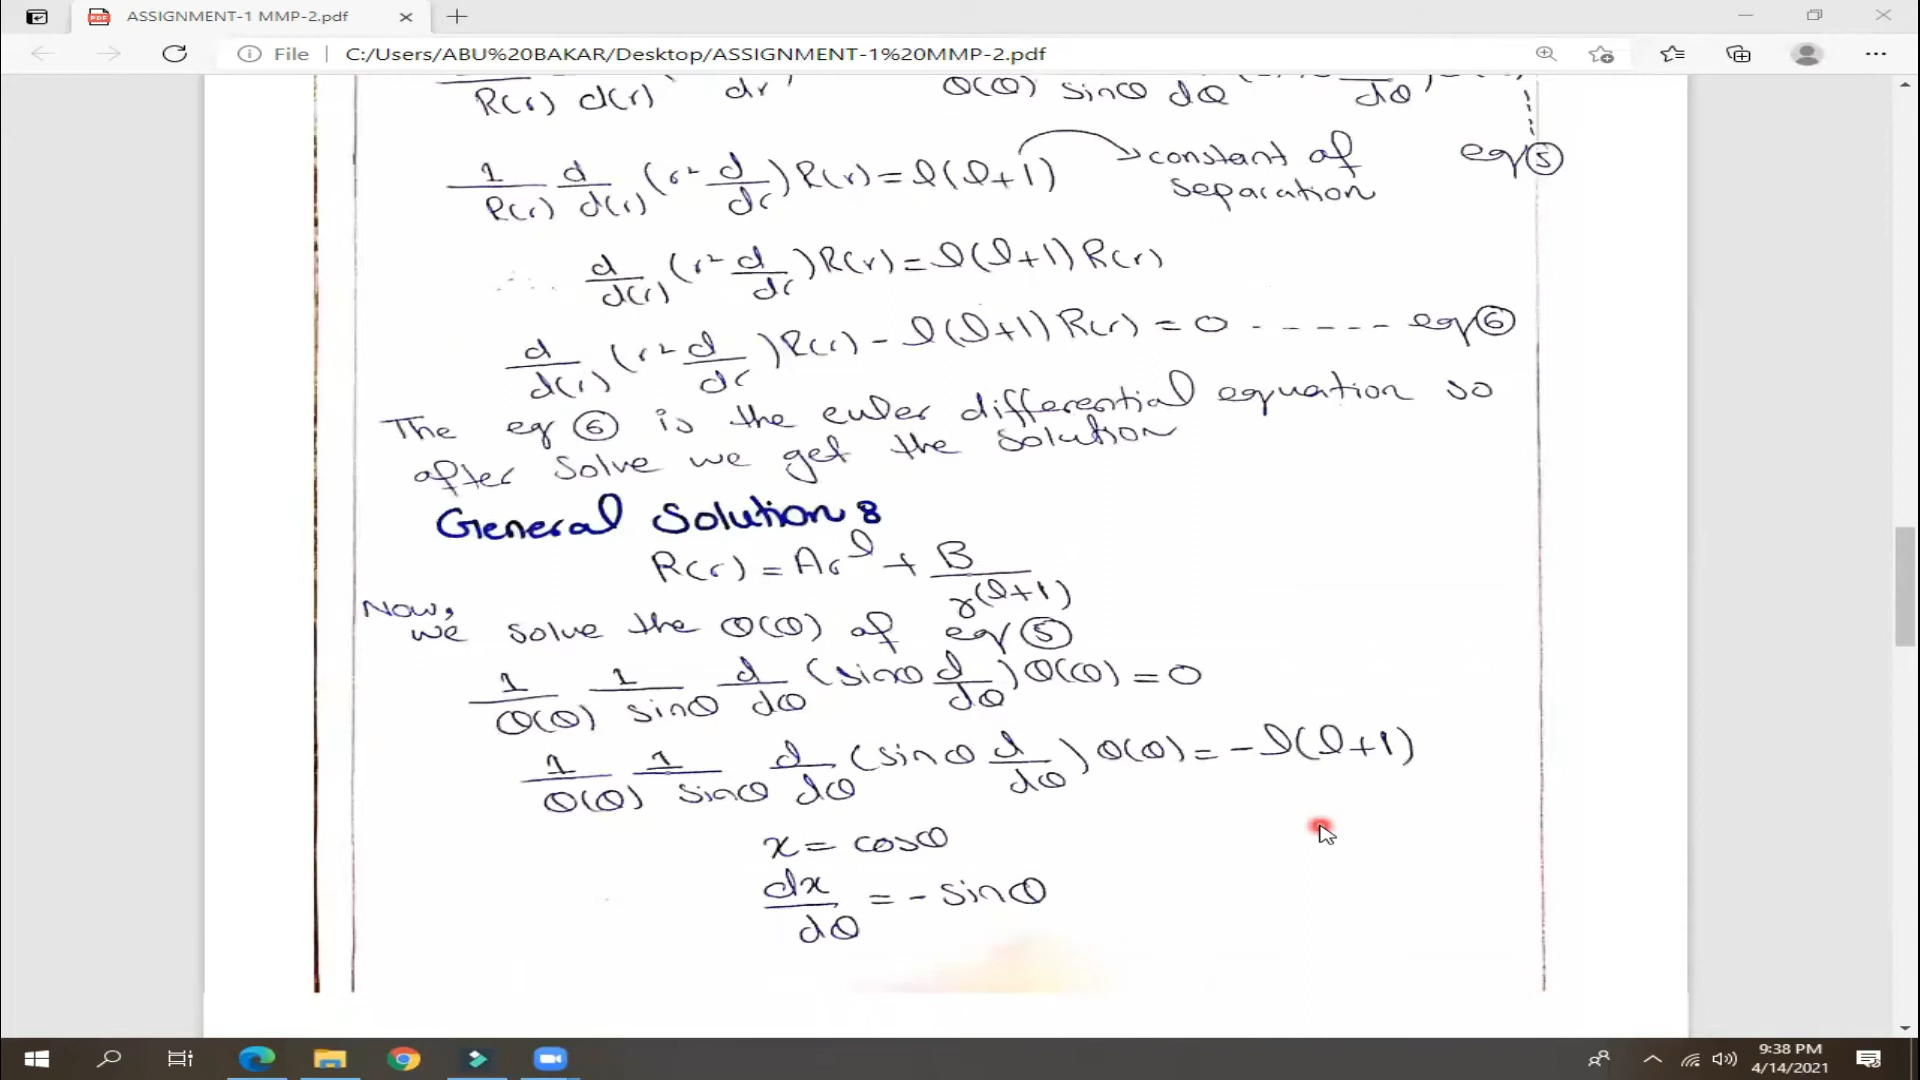 ASSIGNMENT-1 MMP-2.pdf
File C:/Users/ABU%20BAKAR/Desktop/ASSIGNMENT-1%20MMP-2.pdf
R(r) d(r) dr Θ(θ) sinθ dθ dθ
1/R(r) d/d(r) (r² d/dr) R(r) = l(l+1) → constant of separation eq 5
∴ d/d(r) (r² d/dr) R(r) = l(l+1) R(r)
d/d(r) (r² d/dr) R(r) - l(l+1) R(r) = 0 - - - - - - eq 6
The eq 6 is the euler differential equation so
after solve we get the solution
General Solution :
R(r) = Ar^l + B/r^(l+1)
Now,
we solve the Θ(θ) of eq 5
1/Θ(θ) 1/sinθ d/dθ (sinθ d/dθ) Θ(θ) = 0
1/Θ(θ) 1/sinθ d/dθ (sinθ d/dθ) Θ(θ) = -l(l+1)
x = cosθ
dx/dθ = - sinθ
9:38 PM
4/14/2021